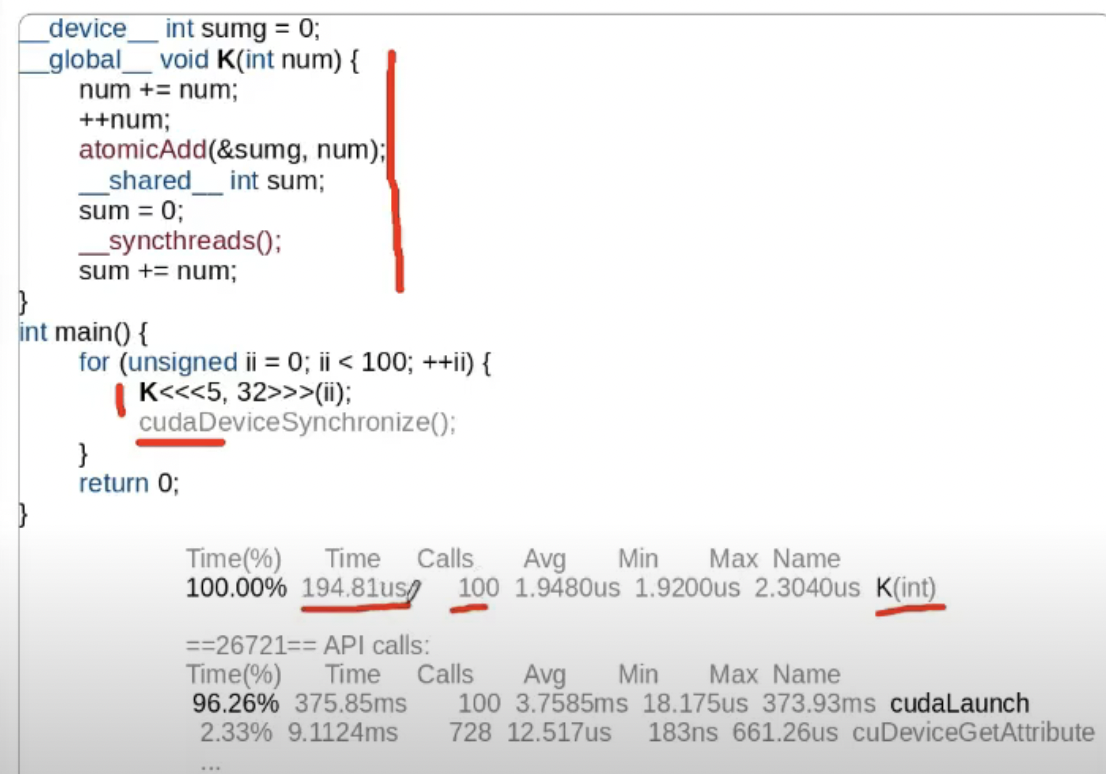 __device__ int sumg = 0;
__global__ void K(int num) {
num += num;
++num;
atomicAdd(&sumg, num);
__shared__ int sum;
sum = 0;
__syncthreads();
sum += num;
}
int main() {
for (unsigned ii = 0; ii < 100; ++ii) {
K<<<5, 32>>>(ii);
cudaDeviceSynchronize();
}
return 0;
}
Time(%) Time Calls Avg Min Max Name
100.00% 194.81us 100 1.9480us 1.9200us 2.3040us K(int)
==26721== API calls:
Time(%) Time Calls Avg Min Max Name
96.26% 375.85ms 100 3.7585ms 18.175us 373.93ms cudaLaunch
2.33% 9.1124ms 728 12.517us 183ns 661.26us cuDeviceGetAttribute
...